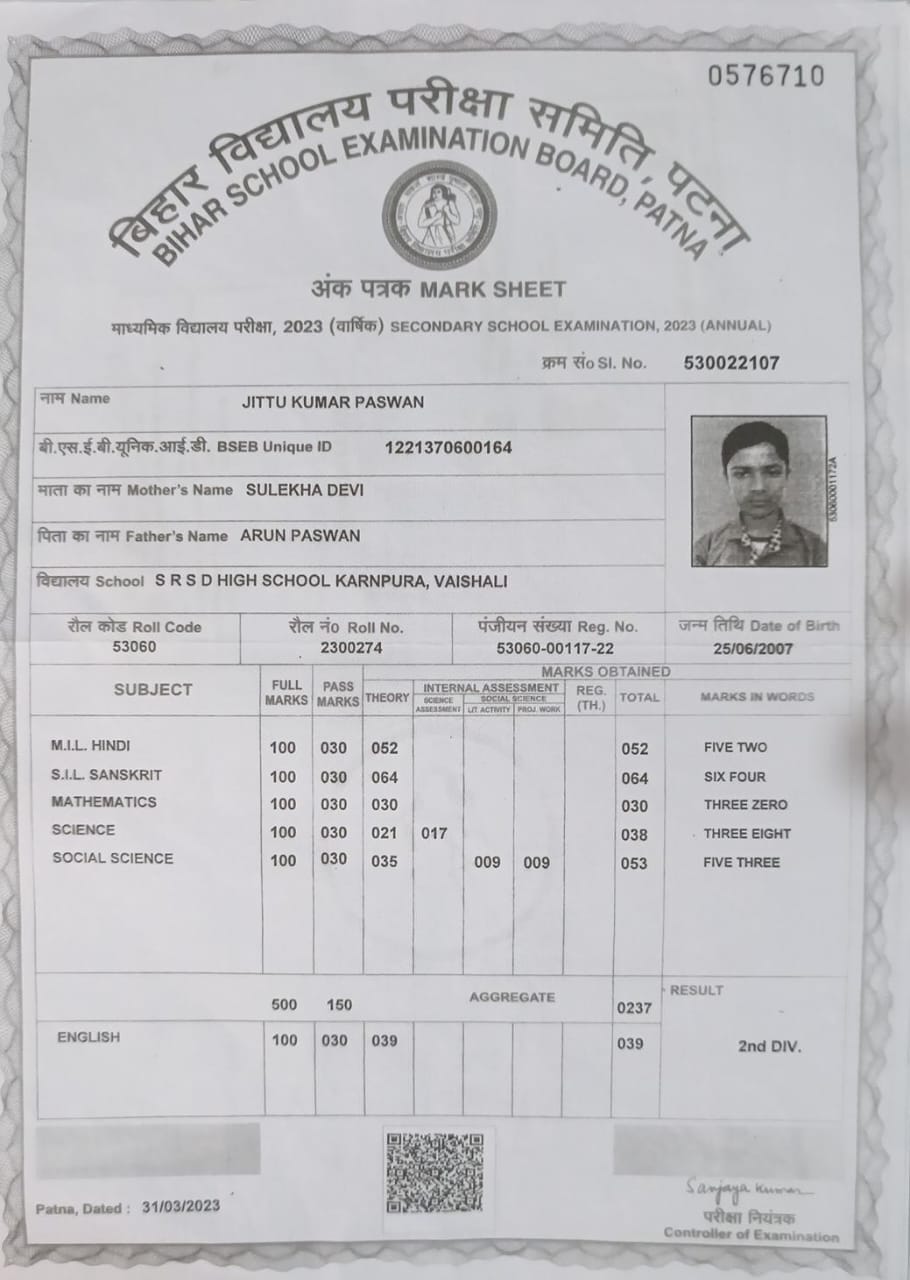 0576710
बिहार विद्यालय परीक्षा समिति, पटना
BIHAR SCHOOL EXAMINATION BOARD, PATNA
अंक पत्रक MARK SHEET
माध्यमिक विद्यालय परीक्षा, 2023 (वार्षिक) SECONDARY SCHOOL EXAMINATION, 2023 (ANNUAL)
क्रम सं० Sl. No. 530022107
नाम Name JITTU KUMAR PASWAN
बी.एस.ई.बी.यूनिक.आई.डी. BSEB Unique ID 1221370600164
माता का नाम Mother's Name SULEKHA DEVI
पिता का नाम Father's Name ARUN PASWAN
विद्यालय School S R S D HIGH SCHOOL KARNPURA, VAISHALI
रौल कोड Roll Code रौल नं० Roll No. पंजीयन संख्या Reg. No. जन्म तिथि Date of Birth
53060 2300274 53060-00117-22 25/06/2007
SUBJECT FULL MARKS PASS MARKS MARKS OBTAINED
THEORY INTERNAL ASSESSMENT REG. (TH.) TOTAL MARKS IN WORDS
SCIENCE ASSESSMENT SOCIAL SCIENCE
LIT. ACTIVITY PROJ. WORK
M.I.L. HINDI 100 030 052 052 FIVE TWO
S.I.L. SANSKRIT 100 030 064 064 SIX FOUR
MATHEMATICS 100 030 030 030 THREE ZERO
SCIENCE 100 030 021 017 038 THREE EIGHT
SOCIAL SCIENCE 100 030 035 009 009 053 FIVE THREE
500 150 AGGREGATE 0237 RESULT
ENGLISH 100 030 039 039 2nd DIV.
Patna, Dated : 31/03/2023
Sanjaya Kumar
परीक्षा नियंत्रक
Controller of Examination